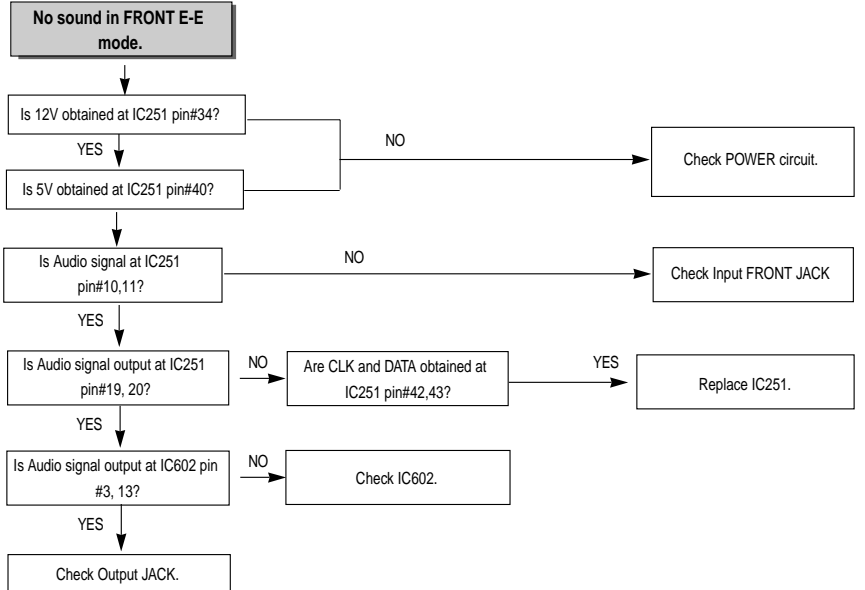 No sound in FRONT E-E
mode.
Is 12V obtained at IC251 pin#34?
NO
Check POWER circuit.
YES
Is 5V obtained at IC251 pin#40?
Is Audio signal at IC251
pin#10,11?
NO
Check Input FRONT JACK
YES
Is Audio signal output at IC251
pin#19, 20?
NO
Are CLK and DATA obtained at
IC251 pin#42,43?
YES
Replace IC251.
YES
Is Audio signal output at IC602 pin
#3, 13?
NO
Check IC602.
YES
Check Output JACK.